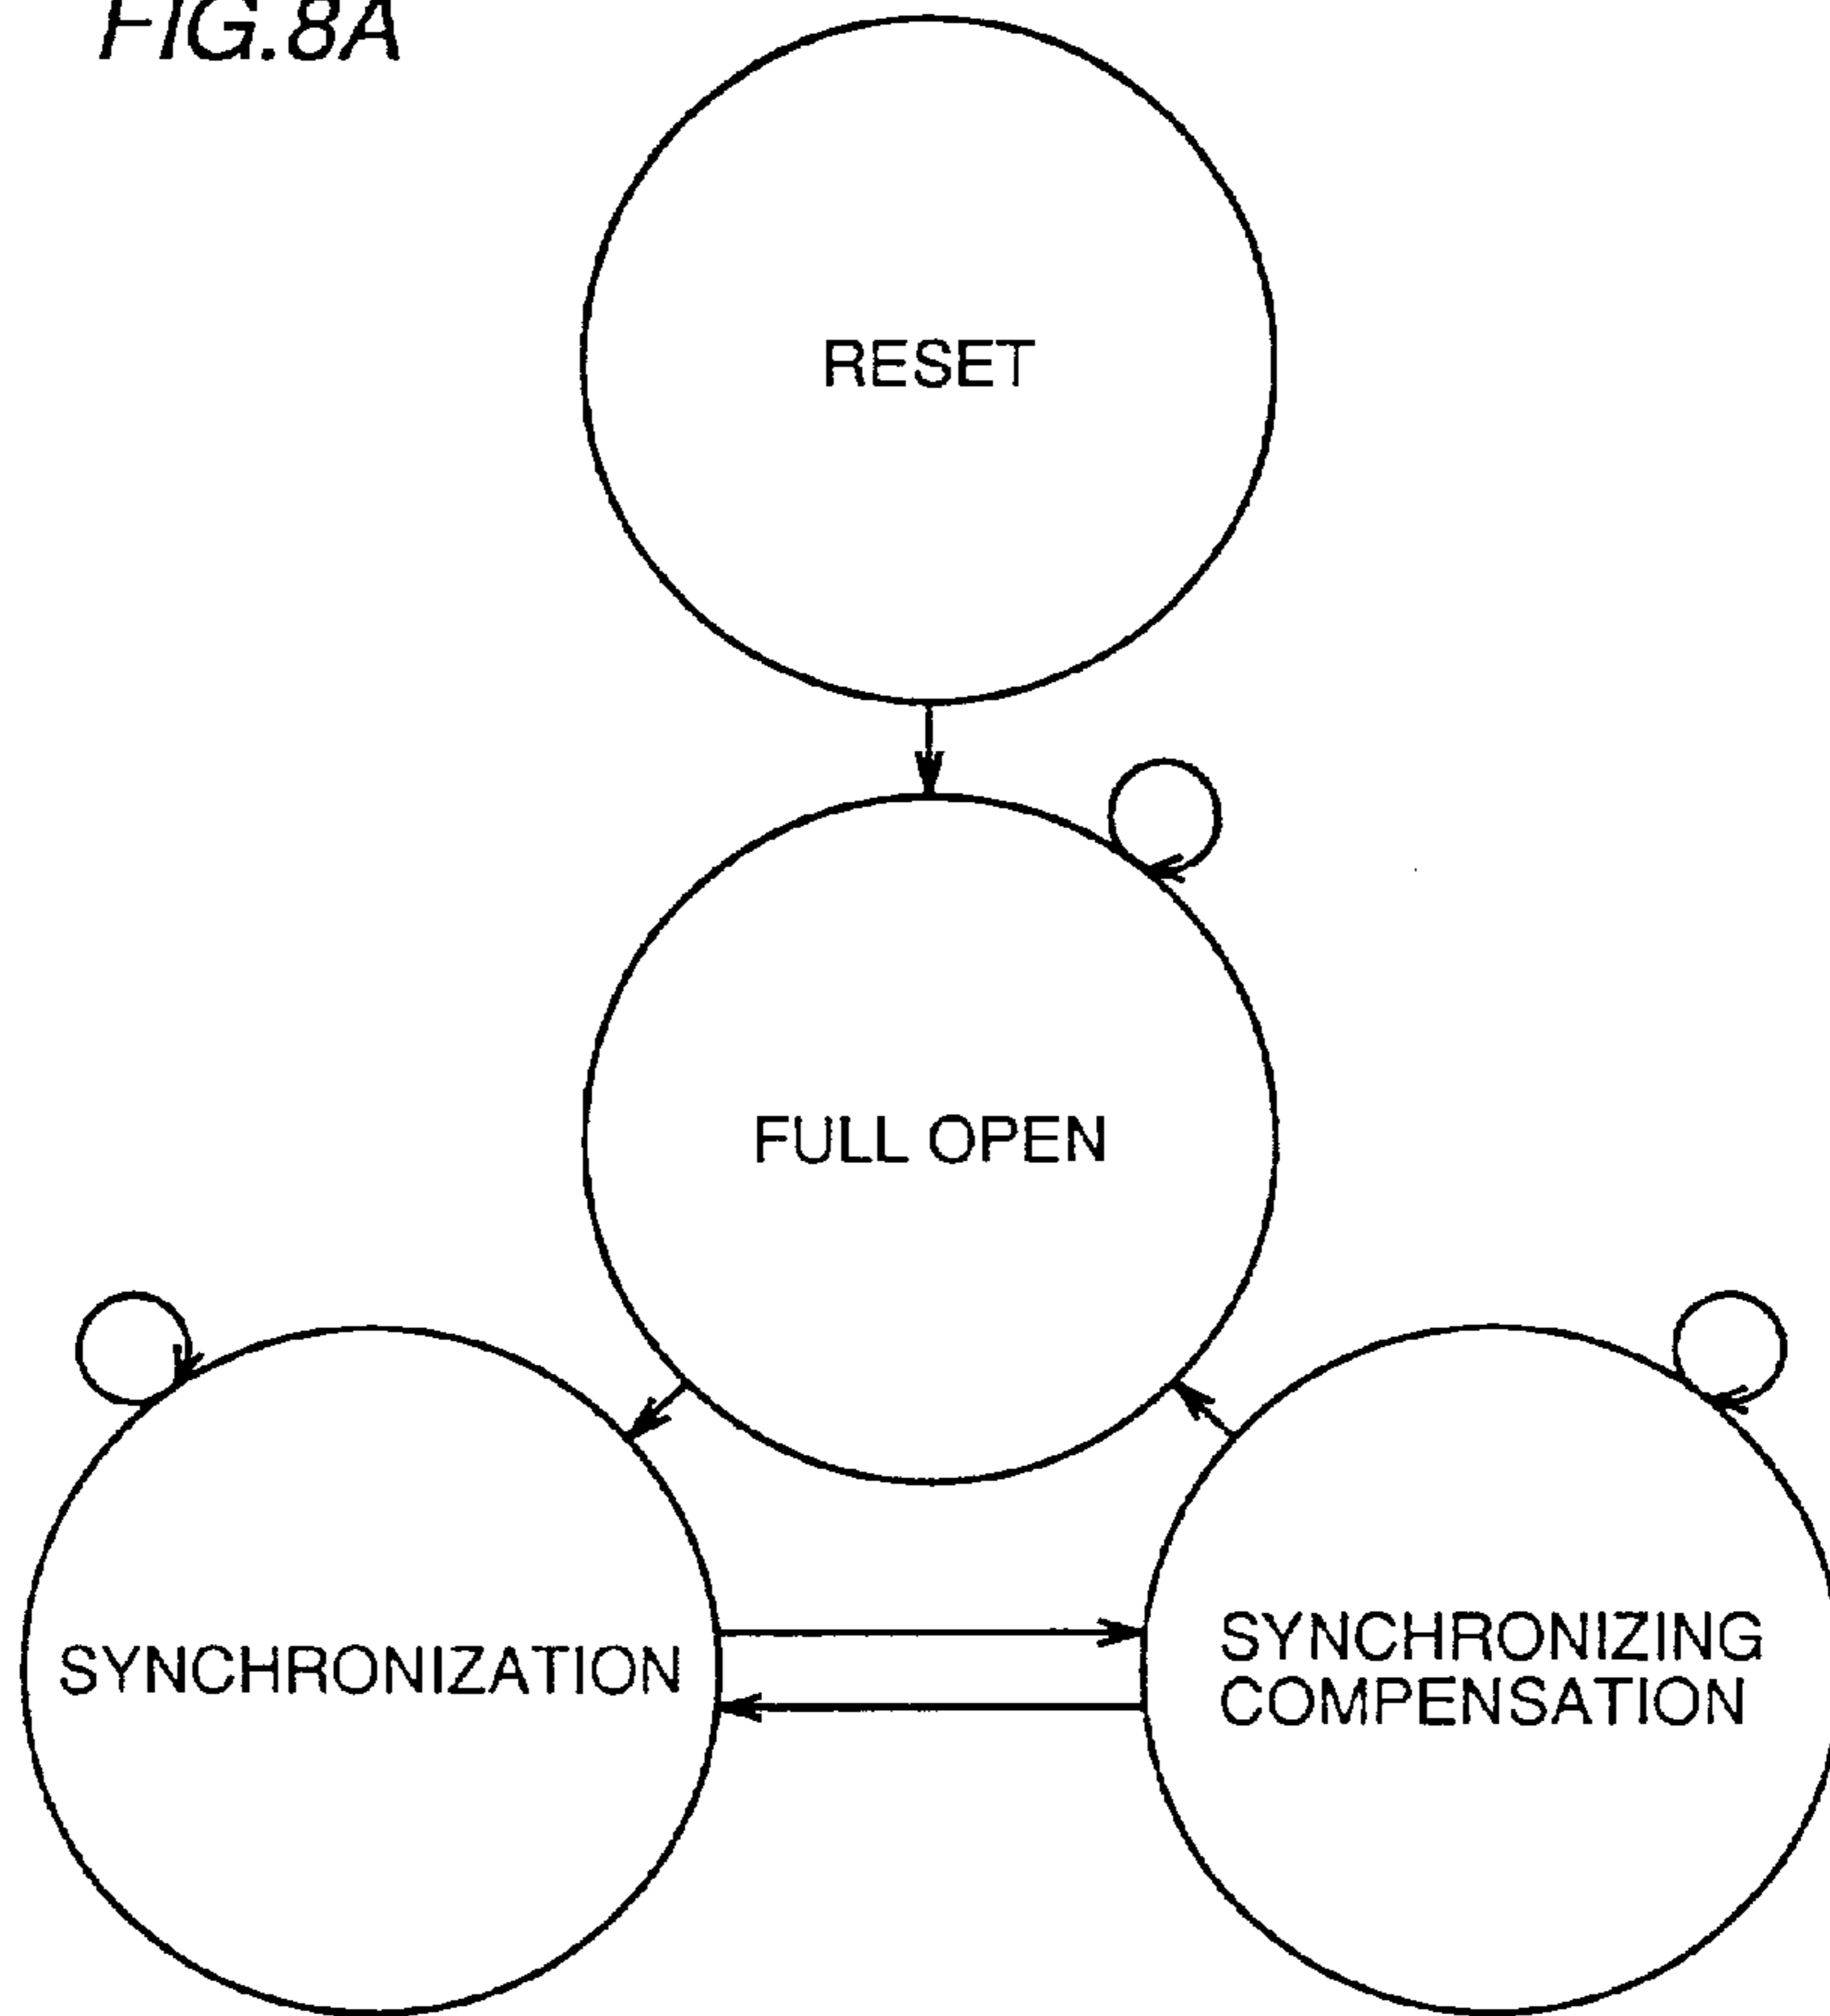 FIG.8A
RESET
FULL OPEN
SYNCHRONIZATION
SYNCHRONIZING
COMPENSATION